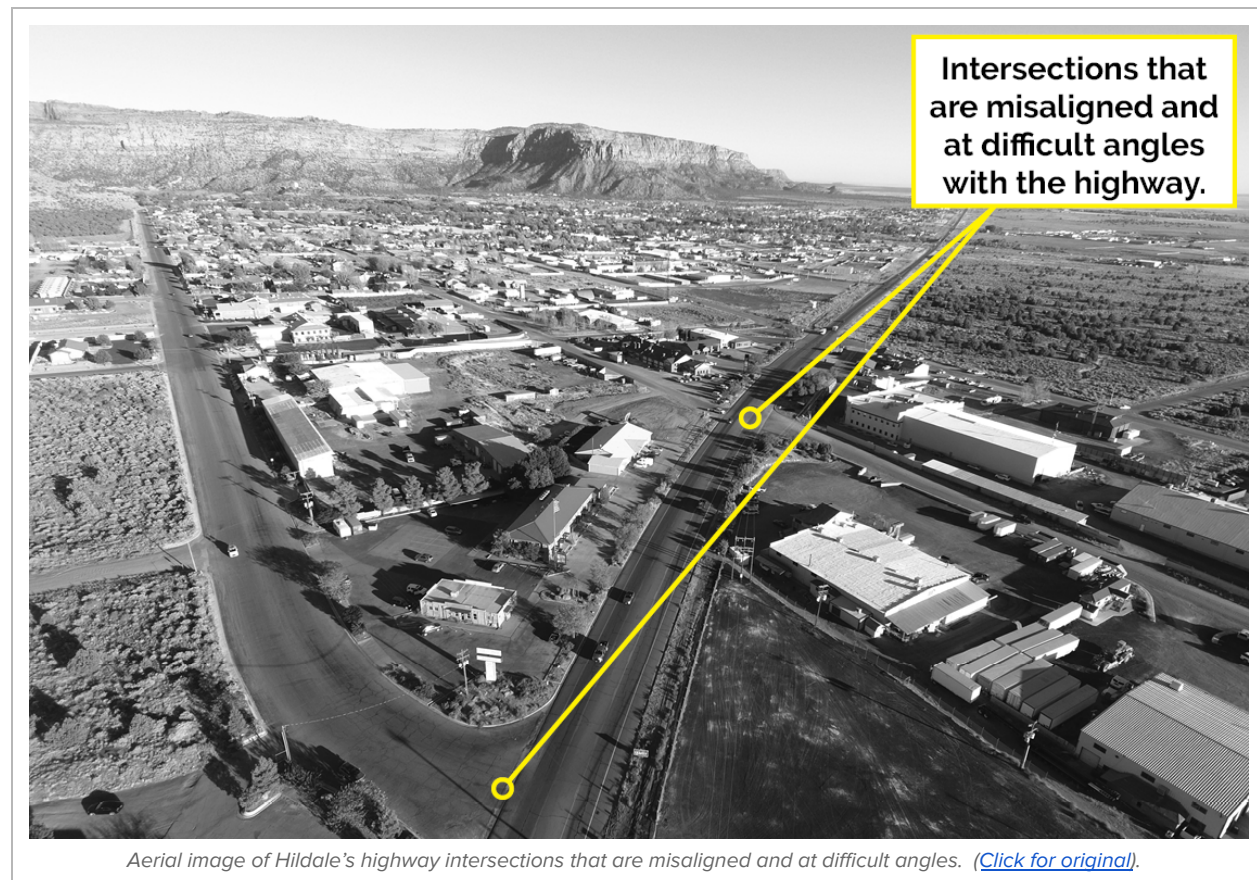 Intersections that
are misaligned and
at difficult angles
with the highway.
Aerial image of Hildale's highway intersections that are misaligned and at difficult angles.  (Click for original).